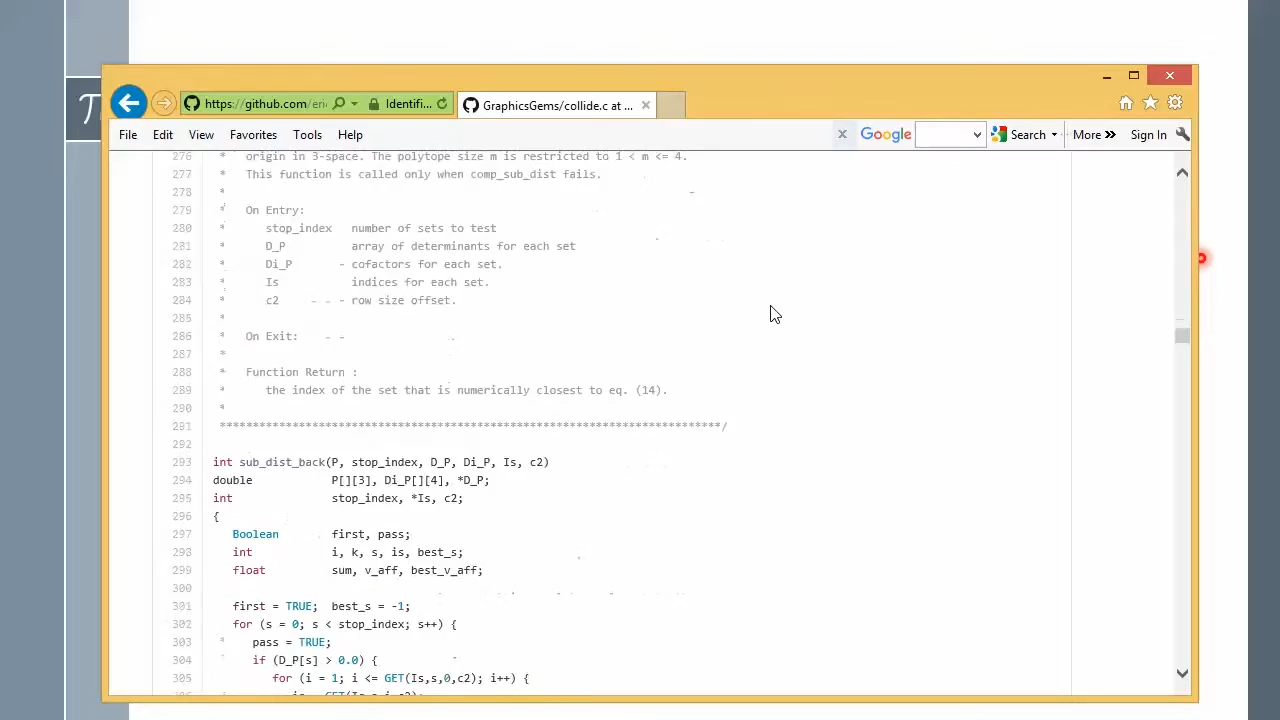 https://github.com/eri Identifi... GraphicsGems/collide.c at ...
File Edit View Favorites Tools Help Google Search More Sign In
276 * origin in 3-space. The polytope size m is restricted to 1 < m <= 4.
277 * This function is called only when comp_sub_dist fails.
278 *
279 * On Entry:
280 * stop_index number of sets to test
281 * D_P array of determinants for each set
282 * Di_P cofactors for each set.
283 * Is indices for each set.
284 * c2 row size offset.
285 *
286 * On Exit:
287 *
288 * Function Return :
289 * the index of the set that is numerically closest to eq. (14).
290 *
291 ****************************************************************************/
292
293 int sub_dist_back(P, stop_index, D_P, Di_P, Is, c2)
294 double P[][3], Di_P[][4], *D_P;
295 int stop_index, *Is, c2;
296 {
297 Boolean first, pass;
298 int i, k, s, is, best_s;
299 float sum, v_aff, best_v_aff;
300
301 first = TRUE; best_s = -1;
302 for (s = 0; s < stop_index; s++) {
303 pass = TRUE;
304 if (D_P[s] > 0.0) {
305 for (i = 1; i <= GET(Is,s,0,c2); i++) {